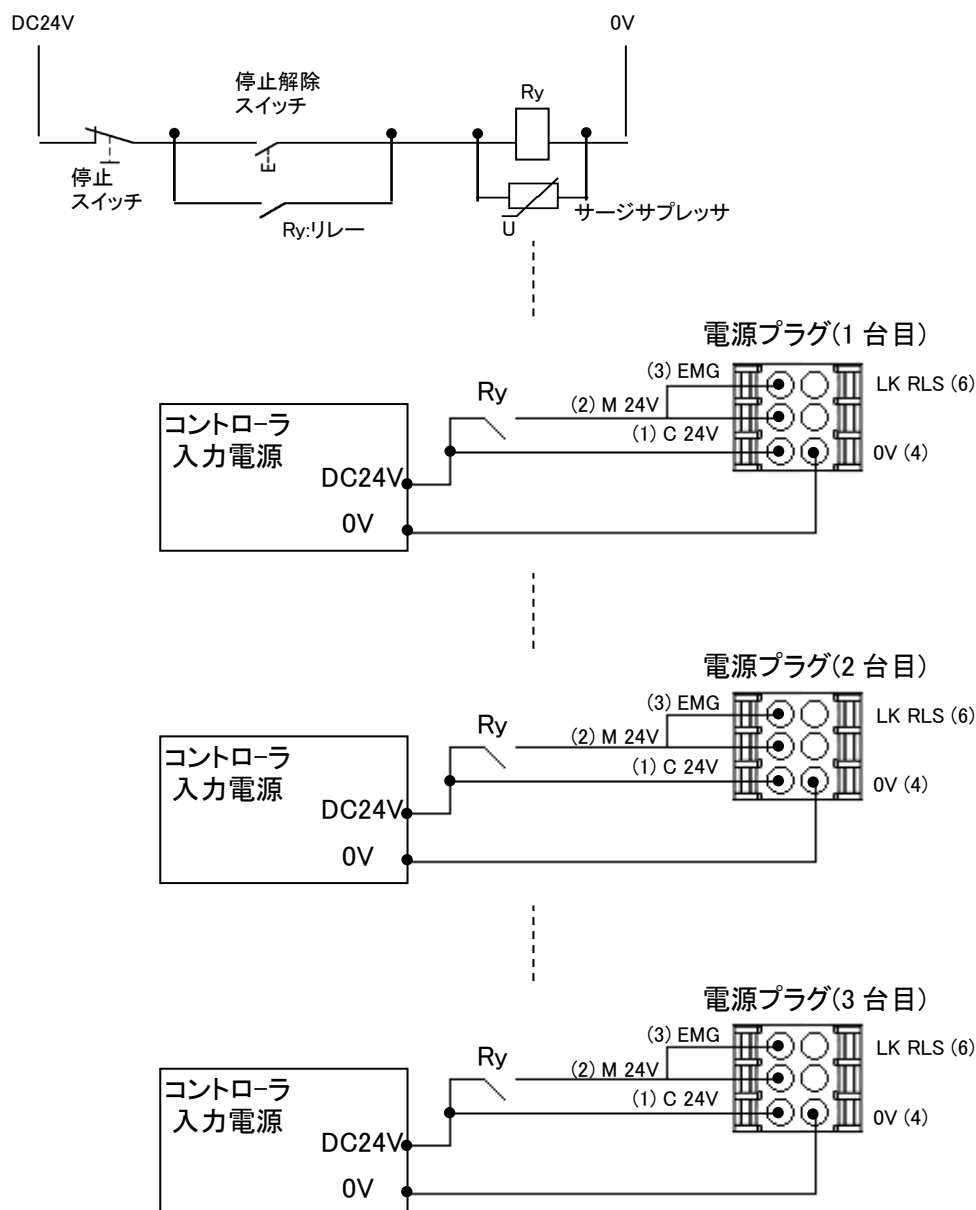 DC24V
0V
停止解除
スイッチ
Ry
停止
スイッチ
Ry:リレー
U
サージサプレッサ
電源プラグ(1 台目)
(3) EMG
LK RLS (6)
Ry
(2) M 24V
(1) C 24V
0V (4)
コントローラ
入力電源
DC24V
0V
電源プラグ(2 台目)
(3) EMG
LK RLS (6)
Ry
(2) M 24V
(1) C 24V
0V (4)
コントローラ
入力電源
DC24V
0V
電源プラグ(3 台目)
(3) EMG
LK RLS (6)
Ry
(2) M 24V
(1) C 24V
0V (4)
コントローラ
入力電源
DC24V
0V